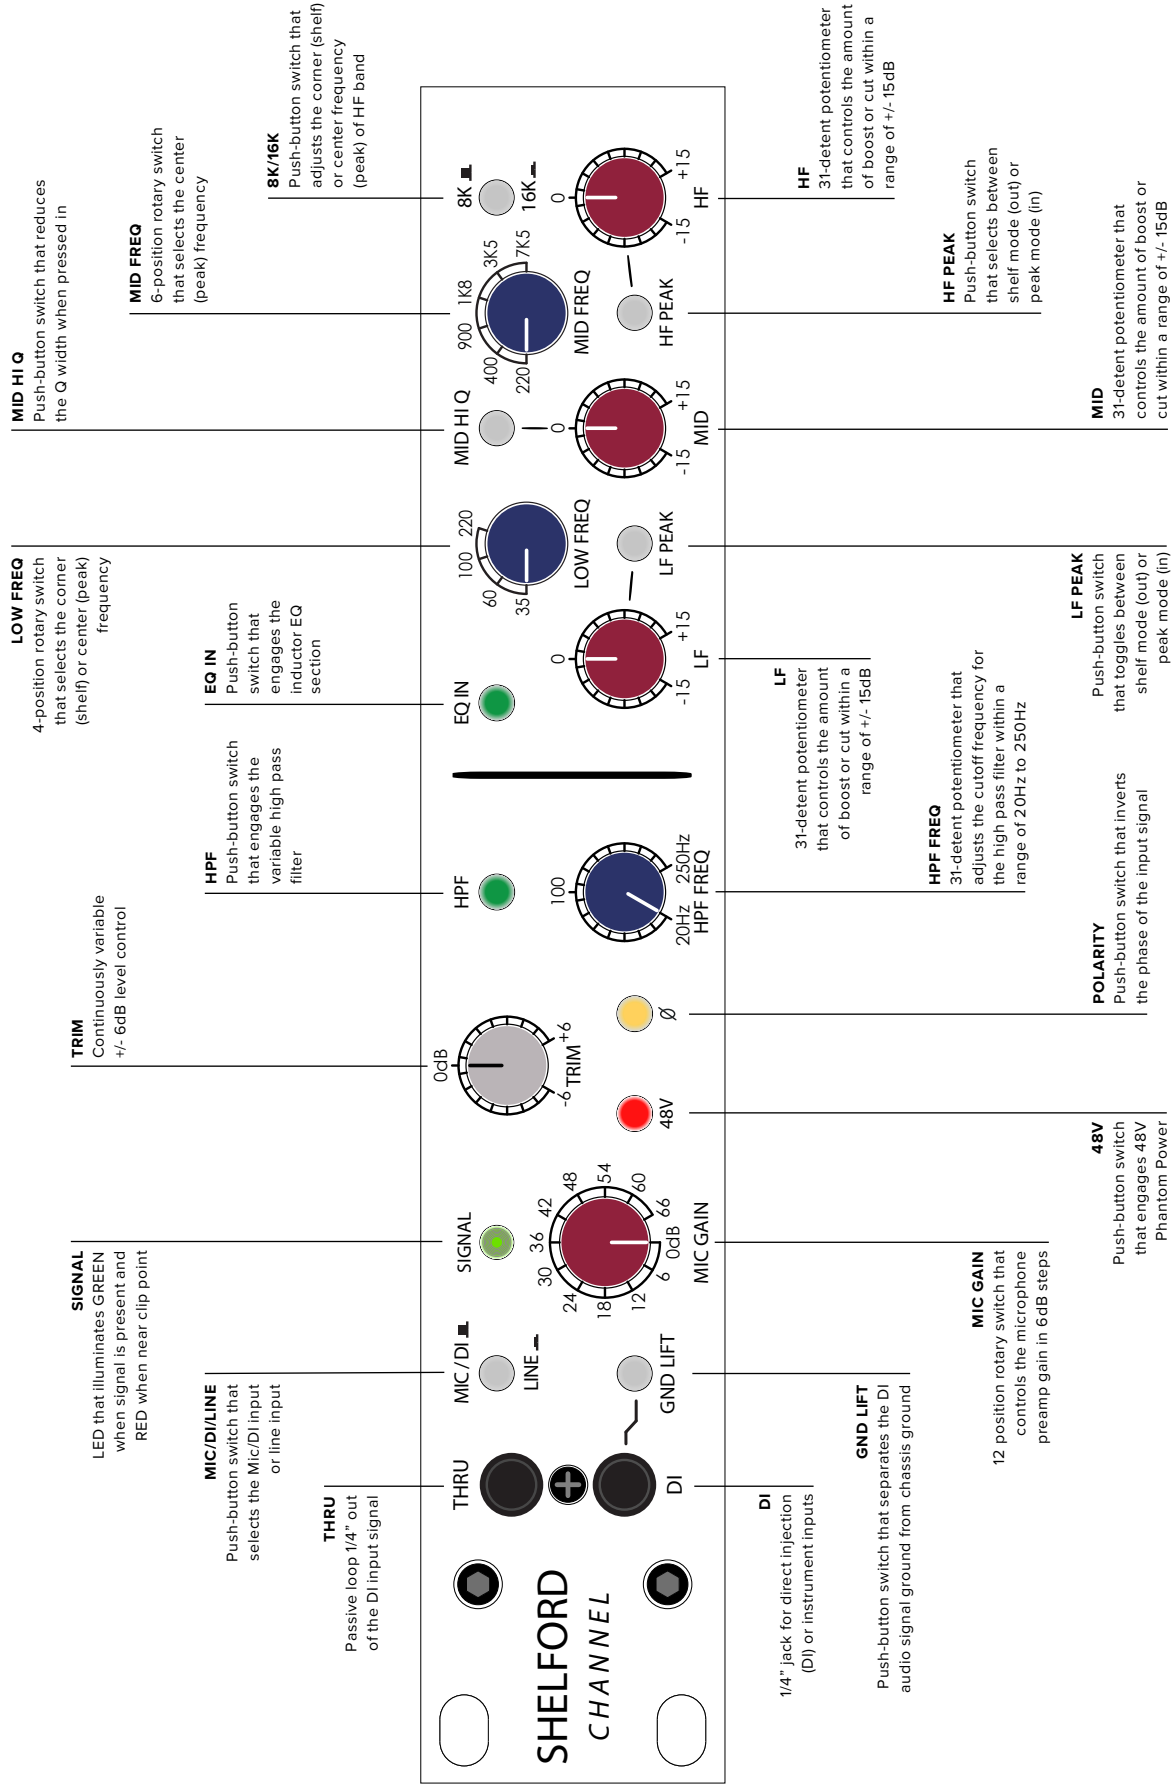 THRU
Passive loop 1/4” out
of the DI input signal
MIC/DI/LINE
Push-button switch that
selects the Mic/DI input
or line input
SIGNAL
LED that illuminates GREEN
when signal is present and
RED when near clip point
TRIM
Continuously variable
+/- 6dB level control
HPF
Push-button switch
that engages the
variable high pass
filter
EQ IN
Push-button
switch that
engages the
inductor EQ
section
LOW FREQ
4-position rotary switch
that selects the corner
(shelf) or center (peak)
frequency
MID HI Q
Push-button switch that reduces
the Q width when pressed in
MID FREQ
6-position rotary switch
that selects the center
(peak) frequency
8K/16K
Push-button switch that
adjusts the corner (shelf)
or center frequency
(peak) of HF band
SHELFORD
CHANNEL
THRU
DI
MIC / DI
LINE
GND LIFT
SIGNAL
0dB
6
12
18
24
30
36
42
48
54
60
66
MIC GAIN
0dB
-6
+6
TRIM
48V
Ø
HPF
100
20Hz
250Hz
HPF FREQ
EQ IN
0
-15
+15
LF
35
60
100
220
LOW FREQ
LF PEAK
MID HI Q
0
-15
+15
MID
220
400
900
1K8
3K5
7K5
MID FREQ
HF PEAK
8K
16K
0
-15
+15
HF
DI
1/4” jack for direct injection
(DI) or instrument inputs
GND LIFT
Push-button switch that separates the DI
audio signal ground from chassis ground
MIC GAIN
12 position rotary switch that
controls the microphone
preamp gain in 6dB steps
48V
Push-button switch
that engages 48V
Phantom Power
POLARITY
Push-button switch that inverts
the phase of the input signal
HPF FREQ
31-detent potentiometer that
adjusts the cutoff frequency for
the high pass filter within a
range of 20Hz to 250Hz
LF
31-detent potentiometer
that controls the amount
of boost or cut within a
range of +/- 15dB
LF PEAK
Push-button switch
that toggles between
shelf mode (out) or
peak mode (in)
MID
31-detent potentiometer that
controls the amount of boost or
cut within a range of +/- 15dB
HF PEAK
Push-button switch
that selects between
shelf mode (out) or
peak mode (in)
HF
31-detent potentiometer
that controls the amount
of boost or cut within a
range of +/- 15dB